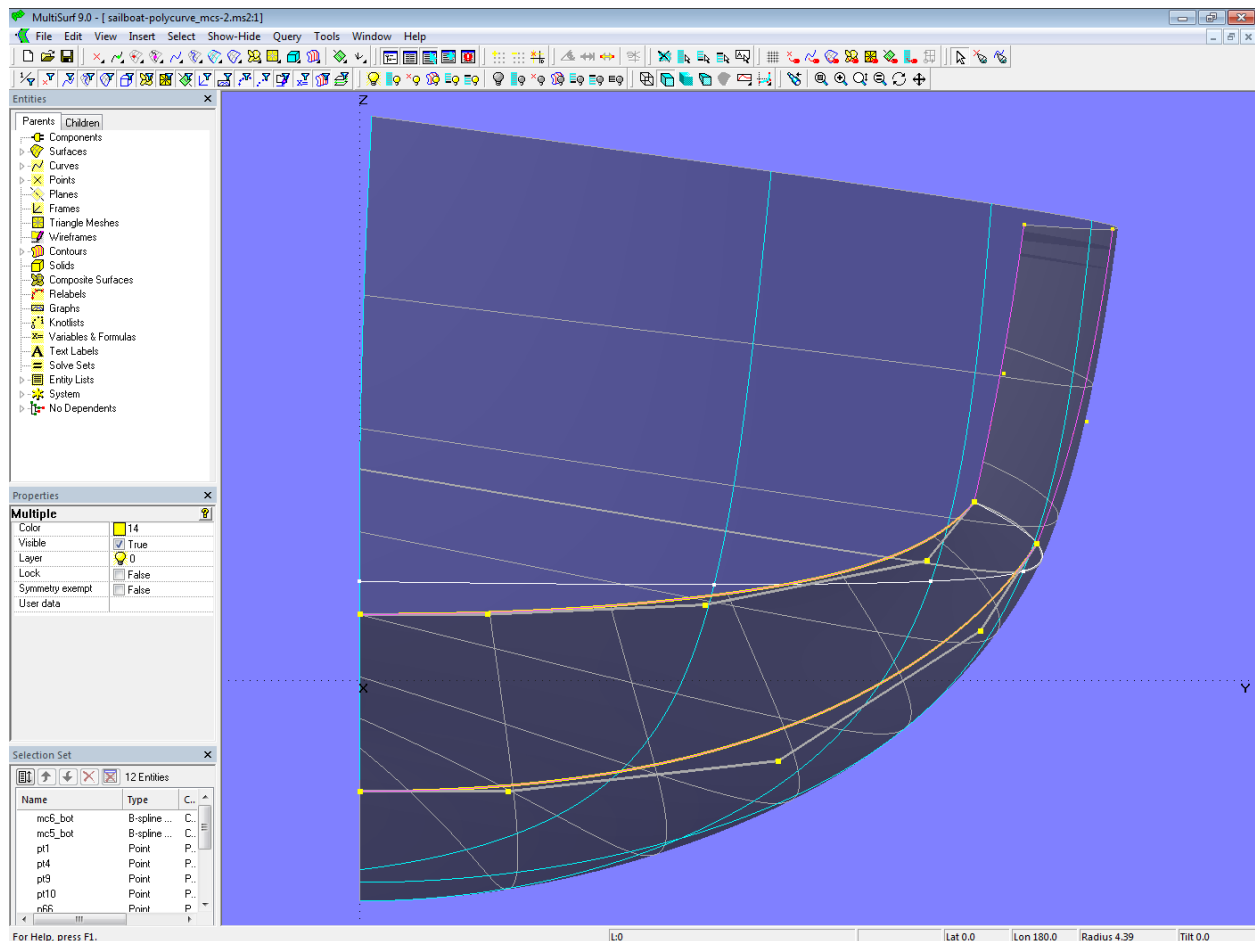 MultiSurf 9.0 - [ sailboat-polycurve_mcs-2.ms2:1]
File Edit View Insert Select Show-Hide Query Tools Window Help
Entities
Parents Children
Components
Surfaces
Curves
Points
Planes
Frames
Triangle Meshes
Wireframes
Contours
Solids
Composite Surfaces
Relabels
Graphs
Knotlists
Variables & Formulas
Text Labels
Solve Sets
Entity Lists
System
No Dependents
Properties
Multiple
Color 14
Visible True
Layer 0
Lock False
Symmetry exempt False
User data
Selection Set
12 Entities
Name Type C..
mc6_bot B-spline ... C..
mc5_bot B-spline ... C..
pt1 Point P..
pt4 Point P..
pt9 Point P..
pt10 Point P..
Point P
Z
X
Y
For Help, press F1.
L:0
Lat 0.0 Lon 180.0 Radius 4.39 Tilt 0.0